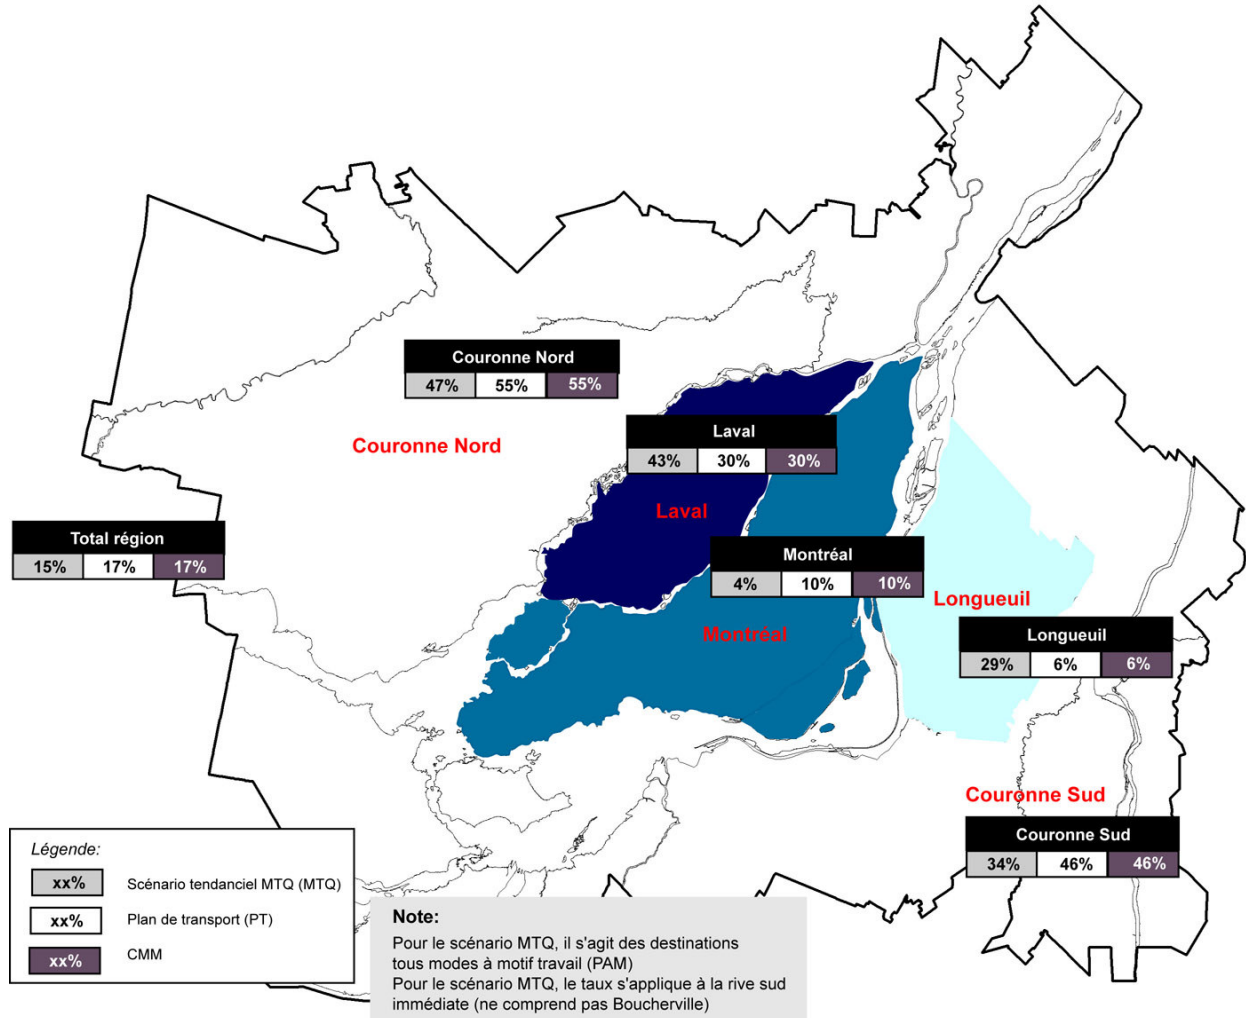 Couronne Nord
47% 55% 55%
Couronne Nord
Laval
43% 30% 30%
Laval
Total région
15% 17% 17%
Montréal
4% 10% 10%
Longueuil
Montréal
Longueuil
29% 6% 6%
Couronne Sud
Couronne Sud
34% 46% 46%
Légende:
xx% Scénario tendanciel MTQ (MTQ)
xx% Plan de transport (PT)
xx% CMM
Note:
Pour le scénario MTQ, il s'agit des destinations
tous modes à motif travail (PAM)
Pour le scénario MTQ, le taux s'applique à la rive sud
immédiate (ne comprend pas Boucherville)